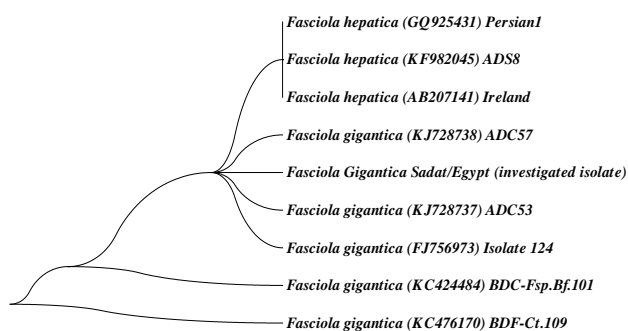 Fasciola hepatica (GQ925431) Persian1
Fasciola hepatica (KF982045) ADS8
Fasciola hepatica (AB207141) Ireland
Fasciola gigantica (KJ728738) ADC57
Fasciola Gigantica Sadat/Egypt (investigated isolate)
Fasciola gigantica (KJ728737) ADC53
Fasciola gigantica (FJ756973) Isolate 124
Fasciola gigantica (KC424484) BDC-Fsp.Bf.101
Fasciola gigantica (KC476170) BDF-Ct.109